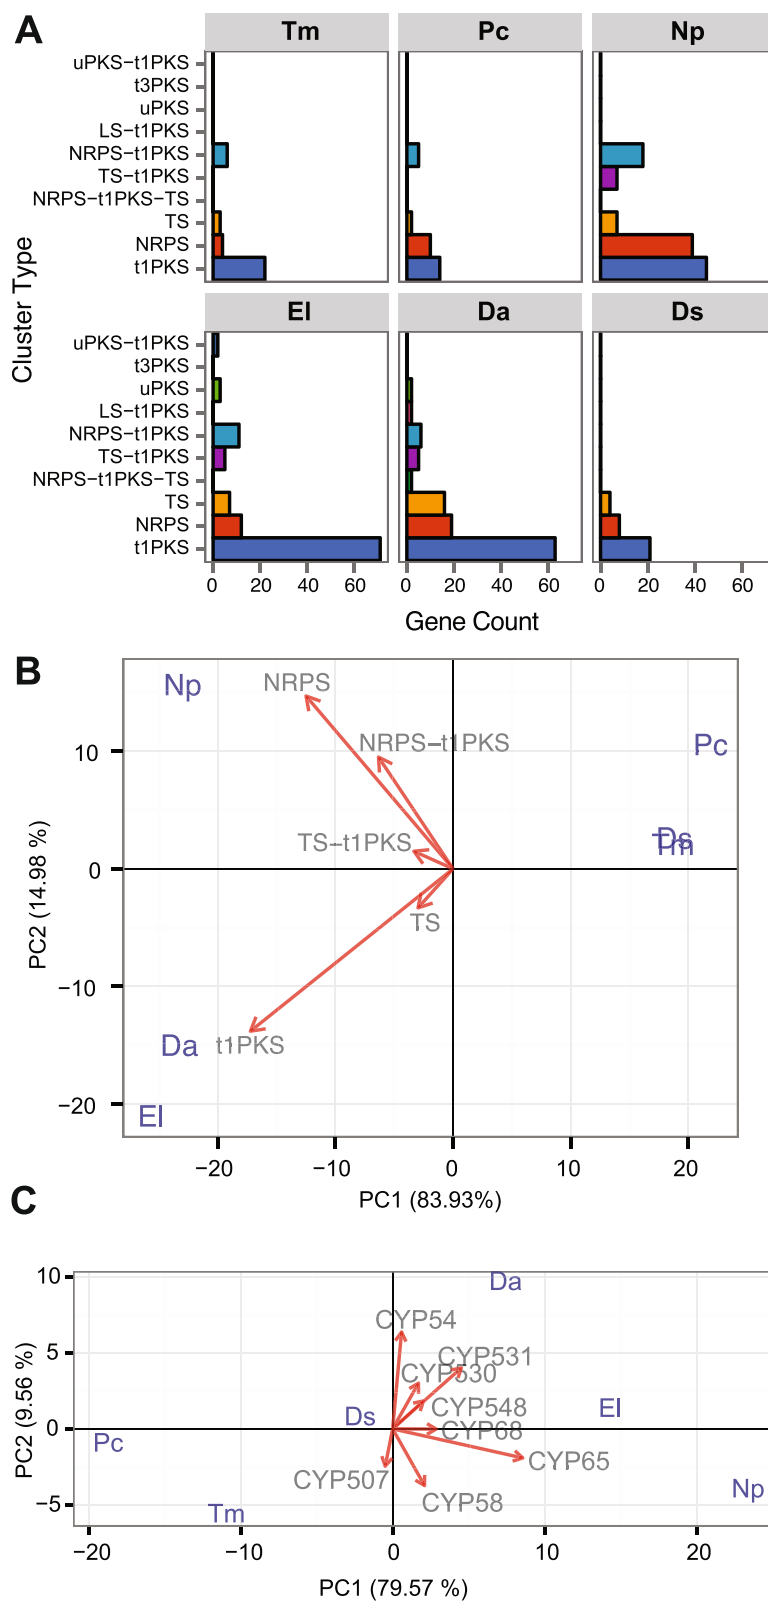 A
Tm Pc Np
uPKS−t1PKS
t3PKS
uPKS
LS−t1PKS
NRPS−t1PKS
TS−t1PKS
NRPS−t1PKS−TS
TS
NRPS
t1PKS
Cluster Type
El Da Ds
uPKS−t1PKS
t3PKS
uPKS
LS−t1PKS
NRPS−t1PKS
TS−t1PKS
NRPS−t1PKS−TS
TS
NRPS
t1PKS
0 20 40 60 0 20 40 60 0 20 40 60
Gene Count
B
Np
NRPS
NRPS−t1PKS
Pc
TS−t1PKS
Ds
Tm
TS
Da
t1PKS
El
10
0
−10
−20
PC2 (14.98 %)
−20 −10 0 10 20
PC1 (83.93%)
C
Da
CYP54
CYP531
CYP530
CYP548
El
Ds
CYP68
Pc
CYP65
CYP507
CYP58
Np
Tm
10
5
0
−5
PC2 (9.56 %)
−20 −10 0 10 20
PC1 (79.57 %)